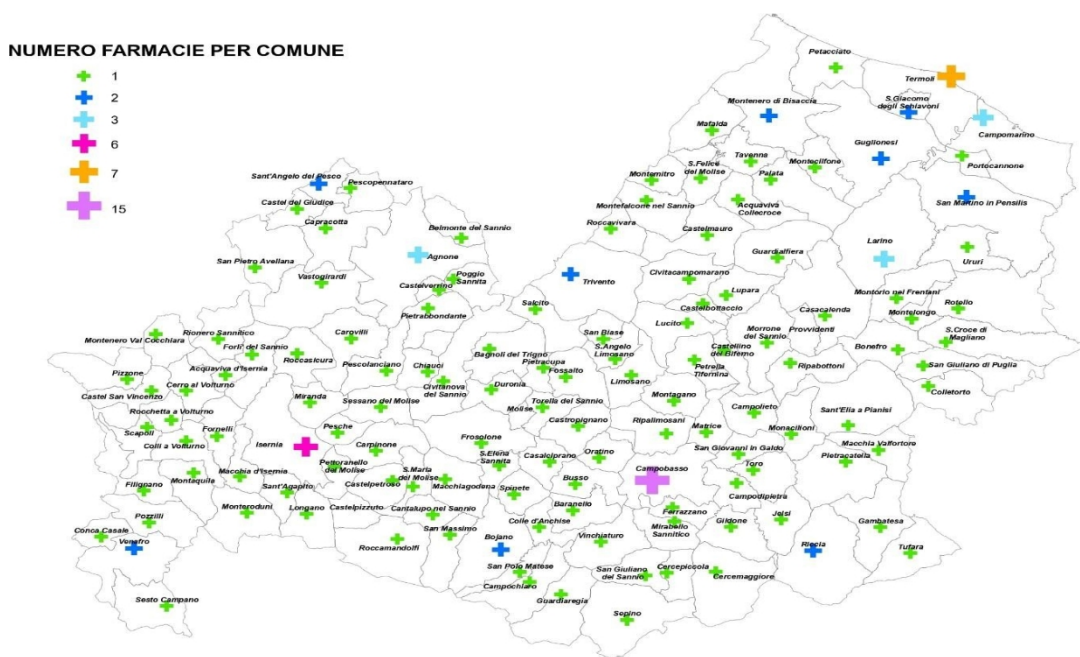 NUMERO FARMACIE PER COMUNE
1
2
3
6
7
15
Petacciato
Termoli
Montenero di Bisaccia
S.Giacomo
degli Schiavoni
Campomarino
Mafalda
Guglionesi
Portocannone
Tavenna
Montecilfone
S.Felice
del Molise
Palata
Montemitro
San Martino in Pensilis
Sant'Angelo del Pesco
Pescopennataro
Castel del Giudice
Montefalcone nel Sannio
Acquaviva
Collecroce
Capracotta
Roccavivara
Castelmauro
Belmonte del Sannio
Larino
Ururi
Agnone
Guardialfiera
San Pietro Avellana
Poggio
Sannita
Vastogirardi
Castelverrino
Trivento
Civitacampomarano
Lupara
Montorio nei Frentani
Rotello
Castelbottaccio
Pietrabbondante
Salcito
Casacalenda
Montelongo
Lucito
Provvidenti
Montenero Val Cocchiara
Rionero Sannitico
Carovilli
San Biase
Morrone
del Sannio
S.Croce di
Magliano
Forli' del Sannio
Roccasicura
Bagnoli del Trigno
S.Angelo
Limosano
Castellino
del Biferno
Bonefro
Pietracupa
Petrella
Tifernina
Ripabottoni
San Giuliano di Puglia
Pizzone
Acquaviva d'Isernia
Pescolanciano
Chiauci
Fossalto
Limosano
Cerro al Volturno
Civitanova
del Sannio
Duronia
Colletorto
Castel San Vincenzo
Miranda
Sessano del Molise
Torella del Sannio
Molise
Montagano
Campolieto
Sant'Elia a Pianisi
Rocchetta a Volturno
Castropignano
Ripalimosani
Matrice
Monacilioni
Scapoli
Fornelli
Pesche
Colli a Volturno
Isernia
Carpinone
Frosolone
San Giovanni in Galdo
Macchia Valfortore
S.Elena
Sannita
Casalciprano
Oratino
Pietracatella
Pettoranello
del Molise
Campobasso
Toro
Macchia d'Isernia
S.Maria
del Molise
Montaquila
Castelpetroso
Macchiagodena
Busso
Campodipietra
Filignano
Sant'Agapito
Spinete
Baranello
Ferrazzano
Castelpizzuto
Cantalupo nel Sannio
Monteroduni
Longano
Colle d'Anchise
Mirabello
Sannitico
Gildone
Jelsi
Gambatesa
Pozzilli
San Massimo
Conca Casale
Venafro
Bojano
Vinchiaturo
Riccia
Tufara
Roccamandolfi
San Polo Matese
San Giuliano
del Sannio
Cercepiccola
Cercemaggiore
Campochiaro
Guardiaregia
Sesto Campano
Sepino